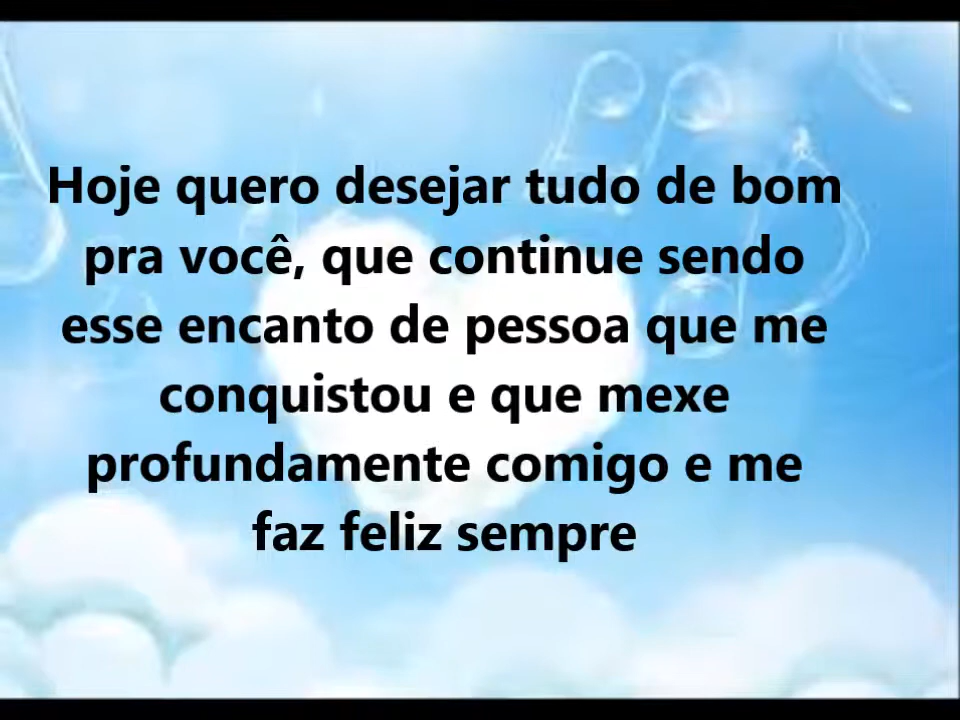 Hoje quero desejar tudo de bom
pra você, que continue sendo
esse encanto de pessoa que me
conquistou e que mexe
profundamente comigo e me
faz feliz sempre